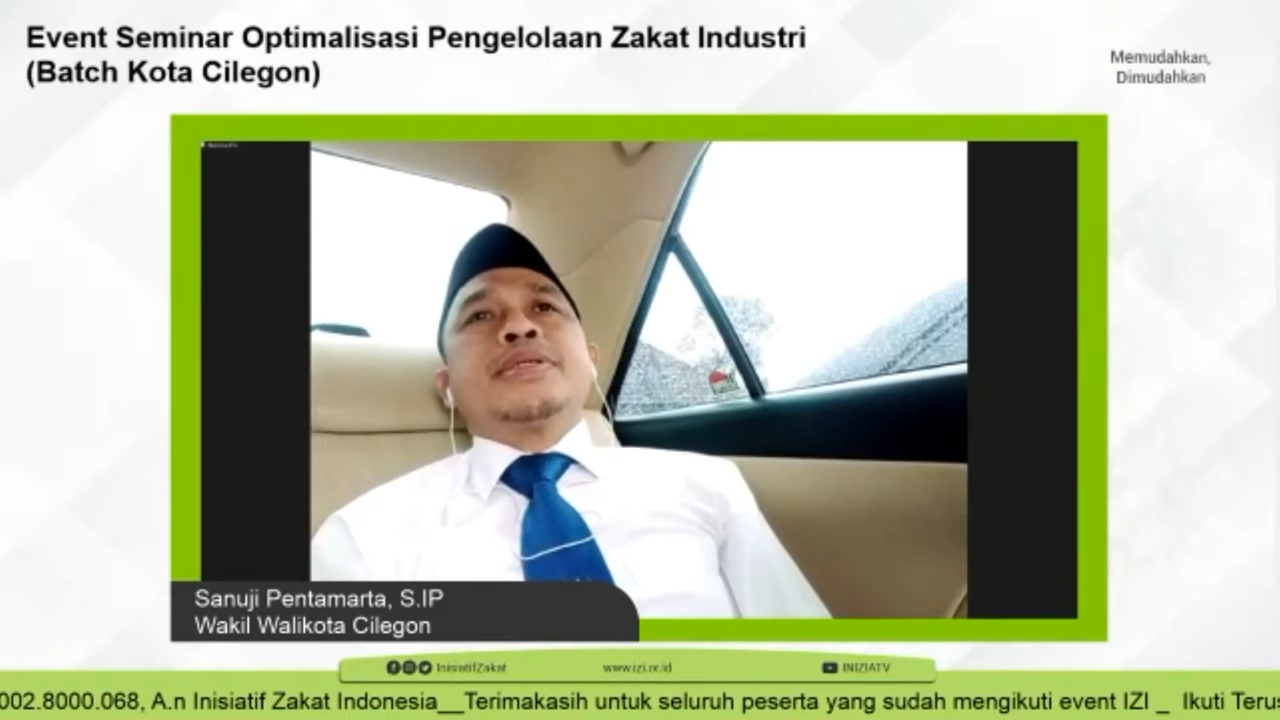 Event Seminar Optimalisasi Pengelolaan Zakat Industri
(Batch Kota Cilegon)
Memudahkan,
Dimudahkan
Sanuji Pentamarta, S.IP
Wakil Walikota Cilegon
InisiatifZakat
www.izi.or.id
INIZIATV
002.8000.068, A.n Inisiatif Zakat Indonesia__Terimakasih untuk seluruh peserta yang sudah mengikuti event IZI _ Ikuti Terus